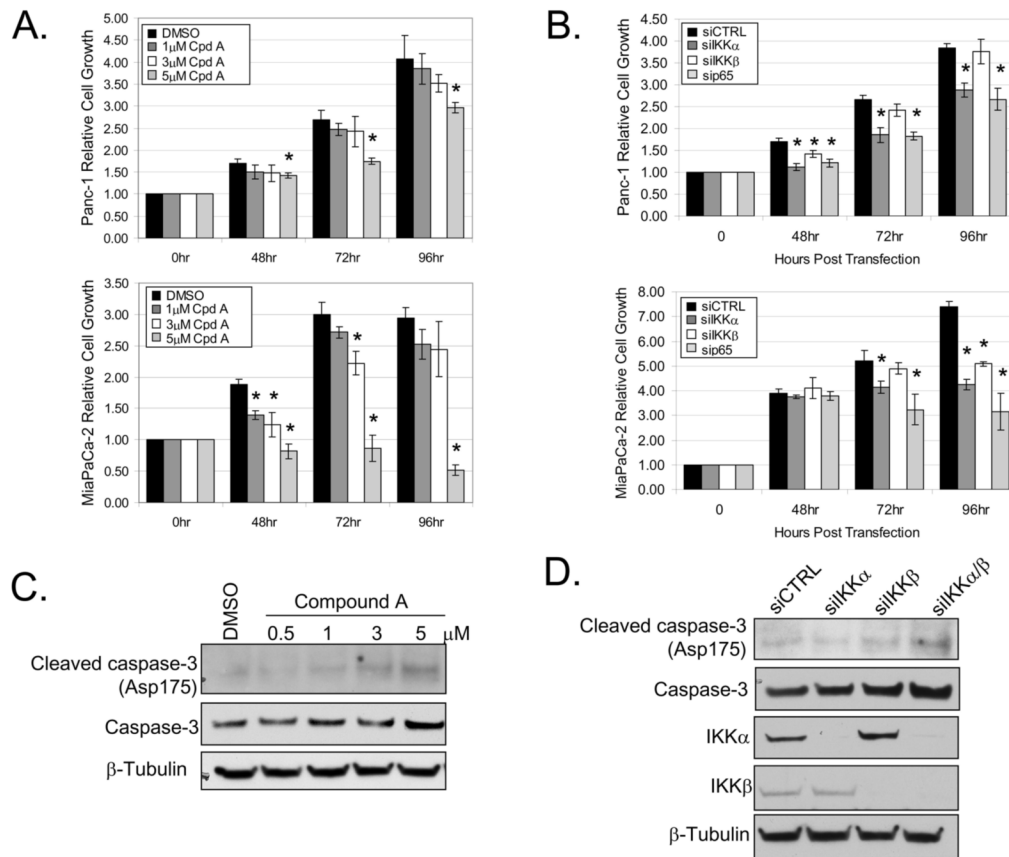 A.
5.00
4.50
4.00
3.50
3.00
2.50
2.00
1.50
1.00
0.50
0.00
Panc-1 Relative Cell Growth
DMSO
1μM Cpd A
3μM Cpd A
5μM Cpd A
* * *
0hr 48hr 72hr 96hr
3.50
3.00
2.50
2.00
1.50
1.00
0.50
0.00
MiaPaCa-2 Relative Cell Growth
DMSO
1μM Cpd A
3μM Cpd A
5μM Cpd A
* * * * * *
0hr 48hr 72hr 96hr
B.
4.50
4.00
3.50
3.00
2.50
2.00
1.50
1.00
0.50
0.00
Panc-1 Relative Cell Growth
siCTRL
siIKKα
siIKKβ
sip65
* * * * * * *
0 48hr 72hr 96hr
Hours Post Transfection
8.00
7.00
6.00
5.00
4.00
3.00
2.00
1.00
0.00
MiaPaCa-2 Relative Cell Growth
siCTRL
siIKKα
siIKKβ
sip65
* * * * *
0 48hr 72hr 96hr
Hours Post Transfection
C.
DMSO
Compound A
0.5 1 3 5 μM
Cleaved caspase-3
(Asp175)
Caspase-3
β-Tubulin
D.
siCTRL siIKKα siIKKβ siIKKα/β
Cleaved caspase-3
(Asp175)
Caspase-3
IKKα
IKKβ
β-Tubulin